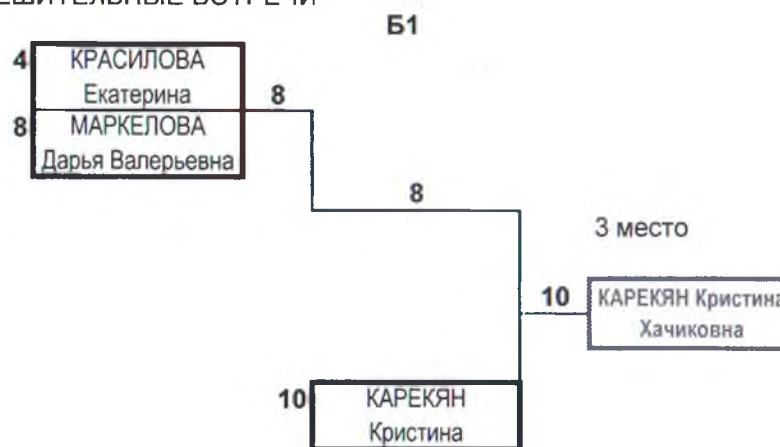 Б1
4 КРАСИЛОВА
Екатерина 8
8 МАРКЕЛОВА
Дарья Валерьевна
8
3 место
10 КАРЕКЯН Кристина
Хачиковна
10 КАРЕКЯН
Кристина